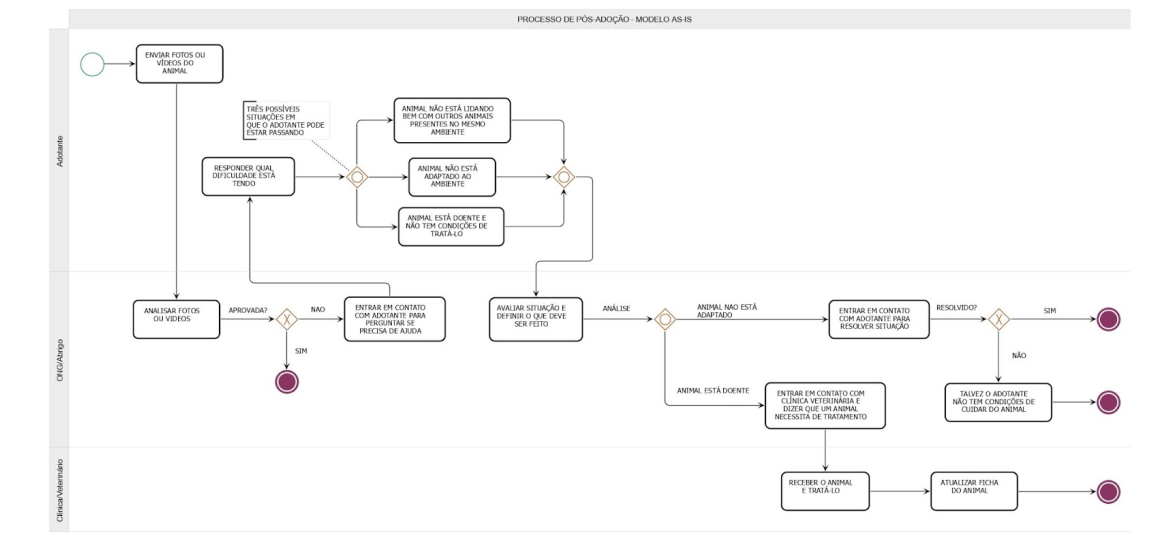 PROCESSO DE PÓS-ADOÇÃO - MODELO AS-IS
Adotante
ENVIAR FOTOS OU
VÍDEOS DO
ANIMAL
TRÊS POSSÍVEIS
SITUAÇÕES EM
QUE O ADOTANTE PODE
ESTAR PASSANDO
ANIMAL NÃO ESTÁ LIDANDO
BEM COM OUTROS ANIMAIS
PRESENTES NO MESMO
AMBIENTE
RESPONDER QUAL
DIFICULDADE ESTÁ
TENDO
ANIMAL NÃO ESTÁ
ADAPTADO AO
AMBIENTE
ANIMAL ESTÁ DOENTE E
NÃO TEM CONDIÇÕES DE
TRATÁ-LO
ONG/Abrigo
ANALISAR FOTOS
OU VIDEOS
APROVADA?
NAO
SIM
ENTRAR EM CONTATO
COM ADOTANTE PARA
PERGUNTAR SE
PRECISA DE AJUDA
AVALIAR SITUAÇÃO E
DEFINIR O QUE DEVE
SER FEITO
ANÁLISE
ANIMAL NAO ESTÁ
ADAPTADO
ENTRAR EM CONTATO
COM ADOTANTE PARA
RESOLVER SITUAÇÃO
RESOLVIDO?
SIM
NÃO
TALVEZ O ADOTANTE
NÃO TEM CONDIÇÕES DE
CUIDAR DO ANIMAL
ANIMAL ESTÁ DOENTE
ENTRAR EM CONTATO COM
CLÍNICA VETERINÁRIA E
DIZER QUE UM ANIMAL
NECESSITA DE TRATAMENTO
Clínica/Veterinário
RECEBER O ANIMAL
E TRATÁ-LO
ATUALIZAR FICHA
DO ANIMAL